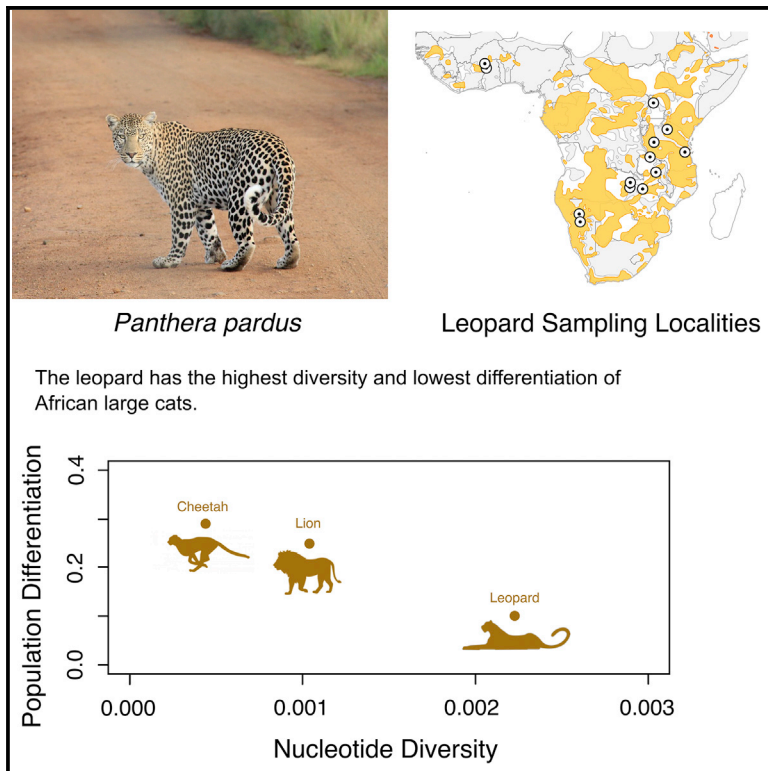 Panthera pardus
Leopard Sampling Localities
The leopard has the highest diversity and lowest differentiation of
African large cats.
Population Differentiation
0.4
0.2
0.0
Cheetah
Lion
Leopard
0.000
0.001
0.002
0.003
Nucleotide Diversity